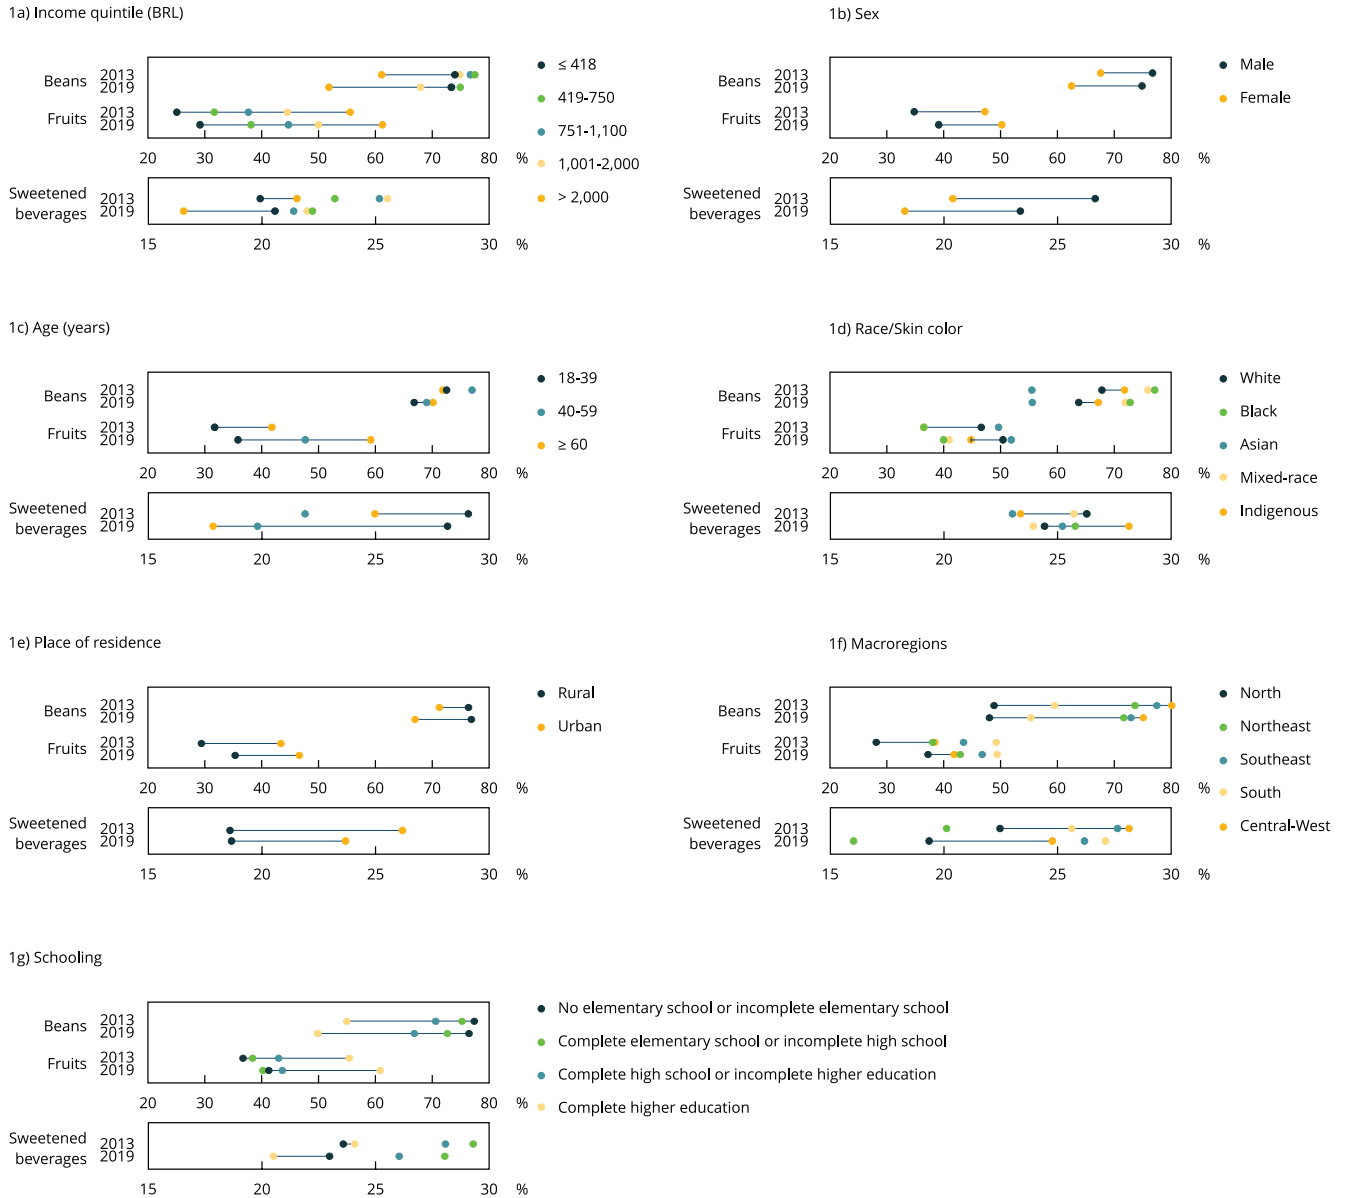 1a) Income quintile (BRL)
Beans 2013
2019
Fruits 2013
2019
20 30 40 50 60 70 80 %
Sweetened beverages 2013
2019
15 20 25 30 %
≤ 418
419-750
751-1,100
1,001-2,000
> 2,000
1b) Sex
Beans 2013
2019
Fruits 2013
2019
20 30 40 50 60 70 80 %
Sweetened beverages 2013
2019
15 20 25 30 %
Male
Female
1c) Age (years)
Beans 2013
2019
Fruits 2013
2019
20 30 40 50 60 70 80 %
Sweetened beverages 2013
2019
15 20 25 30 %
18-39
40-59
≥ 60
1d) Race/Skin color
Beans 2013
2019
Fruits 2013
2019
20 30 40 50 60 70 80 %
Sweetened beverages 2013
2019
15 20 25 30 %
White
Black
Asian
Mixed-race
Indigenous
1e) Place of residence
Beans 2013
2019
Fruits 2013
2019
20 30 40 50 60 70 80 %
Sweetened beverages 2013
2019
15 20 25 30 %
Rural
Urban
1f) Macroregions
Beans 2013
2019
Fruits 2013
2019
20 30 40 50 60 70 80 %
Sweetened beverages 2013
2019
15 20 25 30 %
North
Northeast
Southeast
South
Central-West
1g) Schooling
Beans 2013
2019
Fruits 2013
2019
20 30 40 50 60 70 80 %
Sweetened beverages 2013
2019
15 20 25 30 %
No elementary school or incomplete elementary school
Complete elementary school or incomplete high school
Complete high school or incomplete higher education
Complete higher education